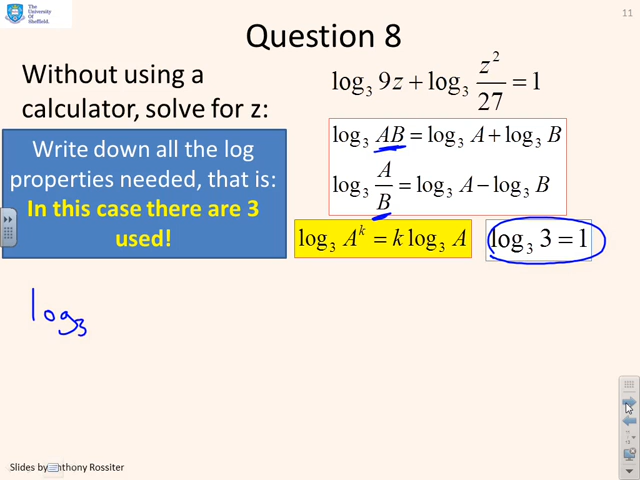 The
University
Of
Sheffield.
11
Question 8
Without using a
calculator, solve for z:
log₃ 9z + log₃ z²/27 = 1
Write down all the log
properties needed, that is:
In this case there are 3
used!
log₃ AB = log₃ A + log₃ B
log₃ A/B = log₃ A − log₃ B
log₃ Aᵏ = k log₃ A
log₃ 3 = 1
log₃
Slides by Anthony Rossiter